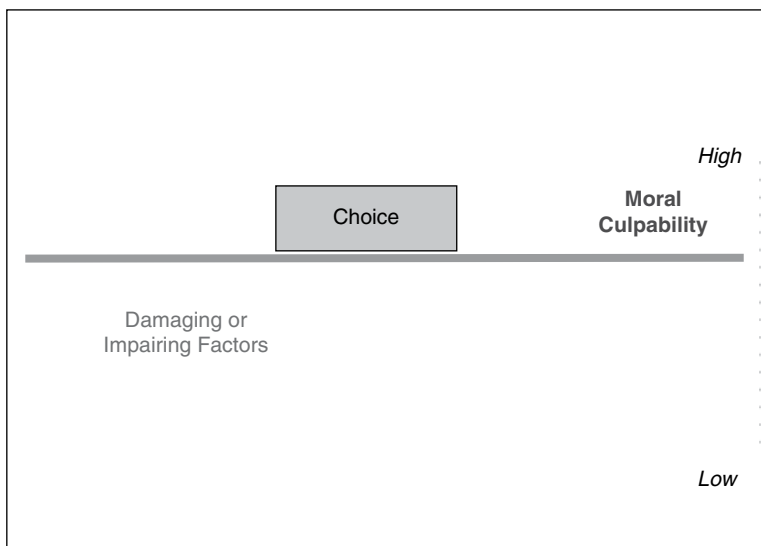 High
Choice
Moral
Culpability
Damaging or
Impairing Factors
Low